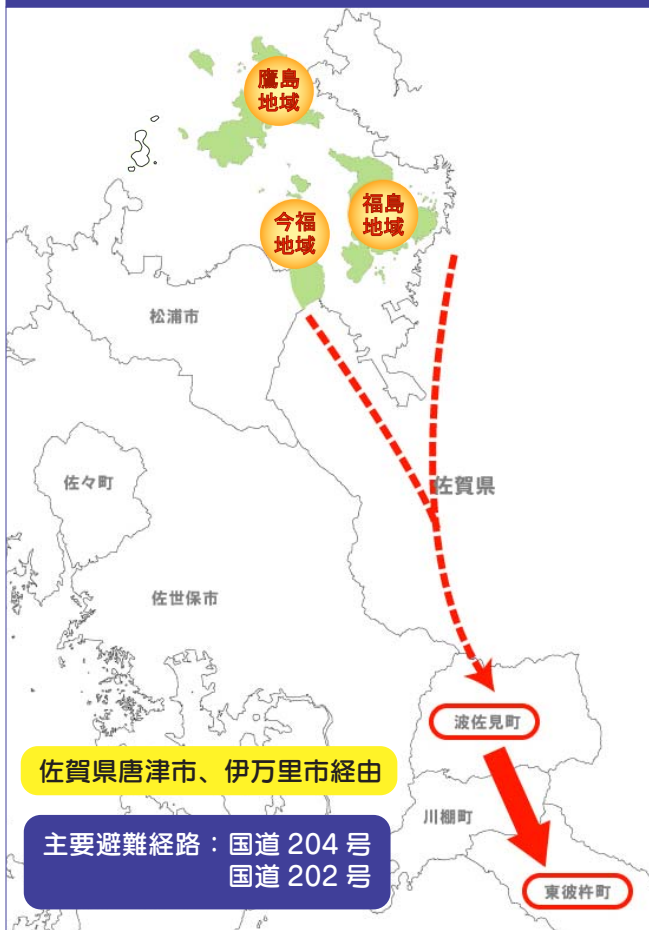 鷹島
地域
福島
地域
今福
地域
松浦市
佐々町
佐賀県
佐世保市
波佐見町
佐賀県唐津市、伊万里市経由
川棚町
主要避難経路：国道 204 号
国道 202 号
東彼杵町